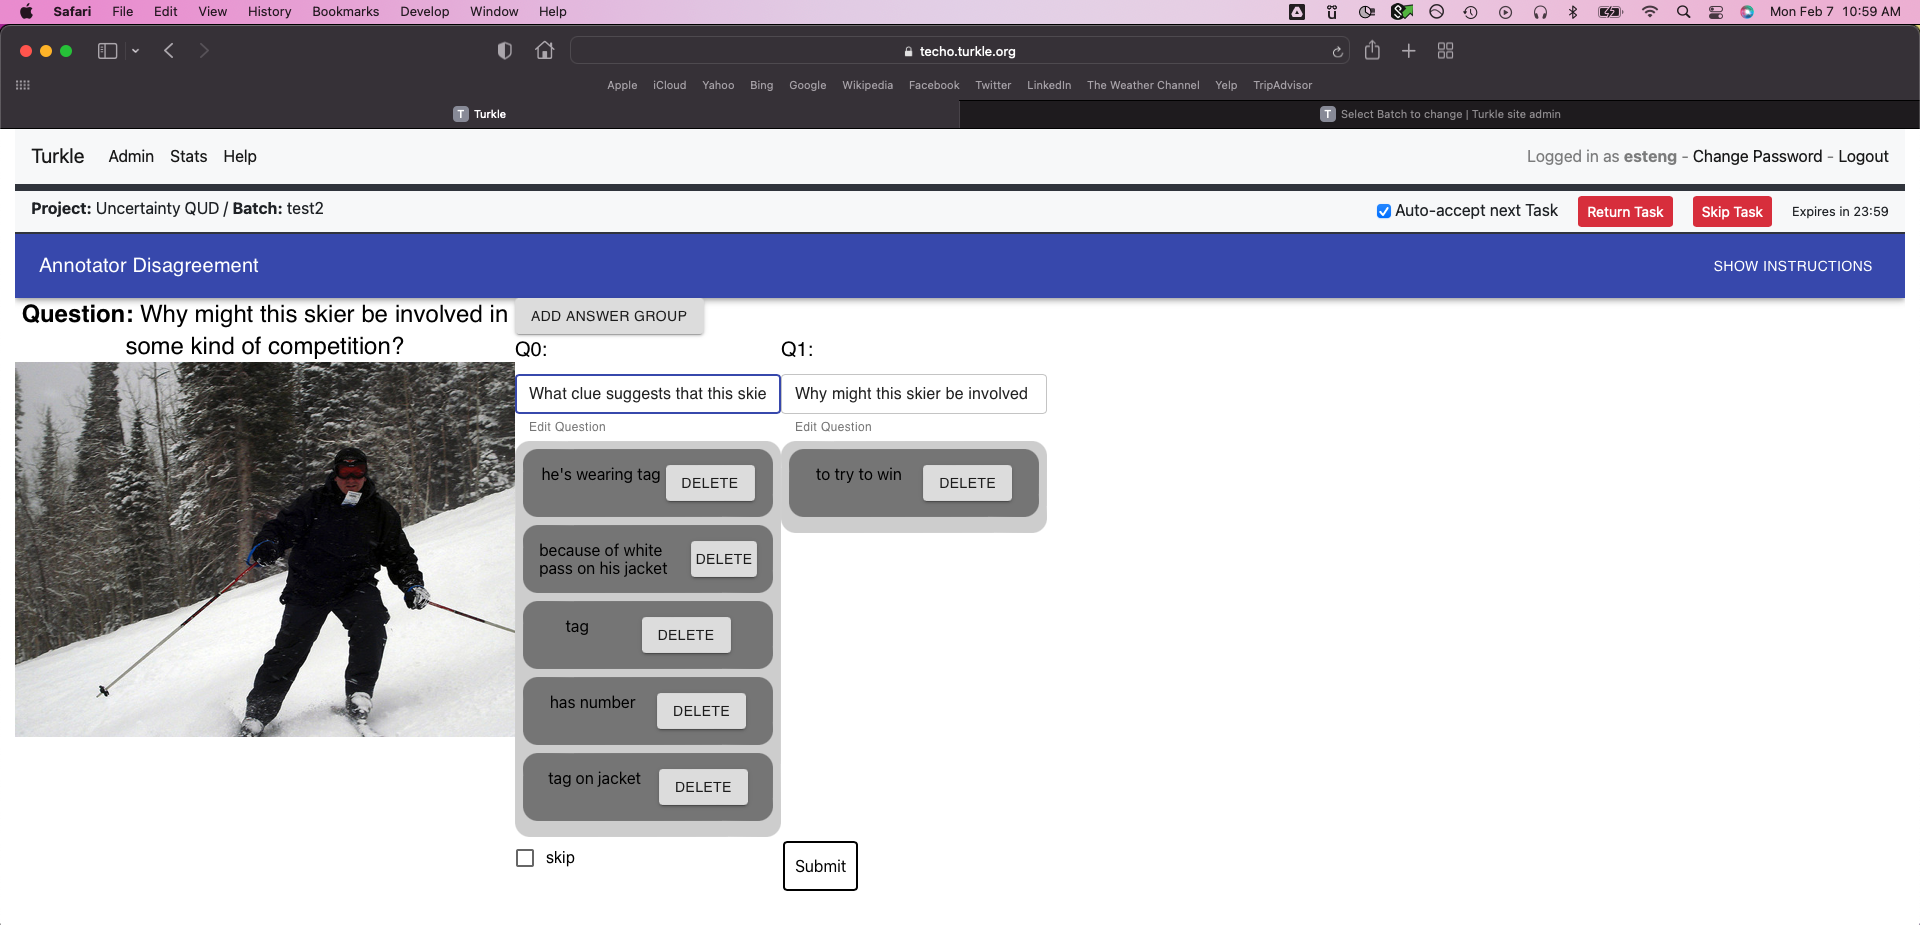 Safari File Edit View History Bookmarks Develop Window Help Mon Feb 7 10:59 AM
techo.turkle.org
Apple iCloud Yahoo Bing Google Wikipedia Facebook Twitter LinkedIn The Weather Channel Yelp TripAdvisor
T Turkle T Select Batch to change | Turkle site admin
Turkle Admin Stats Help Logged in as esteng - Change Password - Logout
Project: Uncertainty QUD / Batch: test2 Auto-accept next Task Return Task Skip Task Expires in 23:59
Annotator Disagreement SHOW INSTRUCTIONS
Question: Why might this skier be involved in
some kind of competition?
ADD ANSWER GROUP
Q0: Q1:
What clue suggests that this skie Why might this skier be involved
Edit Question Edit Question
he's wearing tag DELETE to try to win DELETE
because of white
pass on his jacket DELETE
tag DELETE
has number DELETE
tag on jacket DELETE
skip Submit